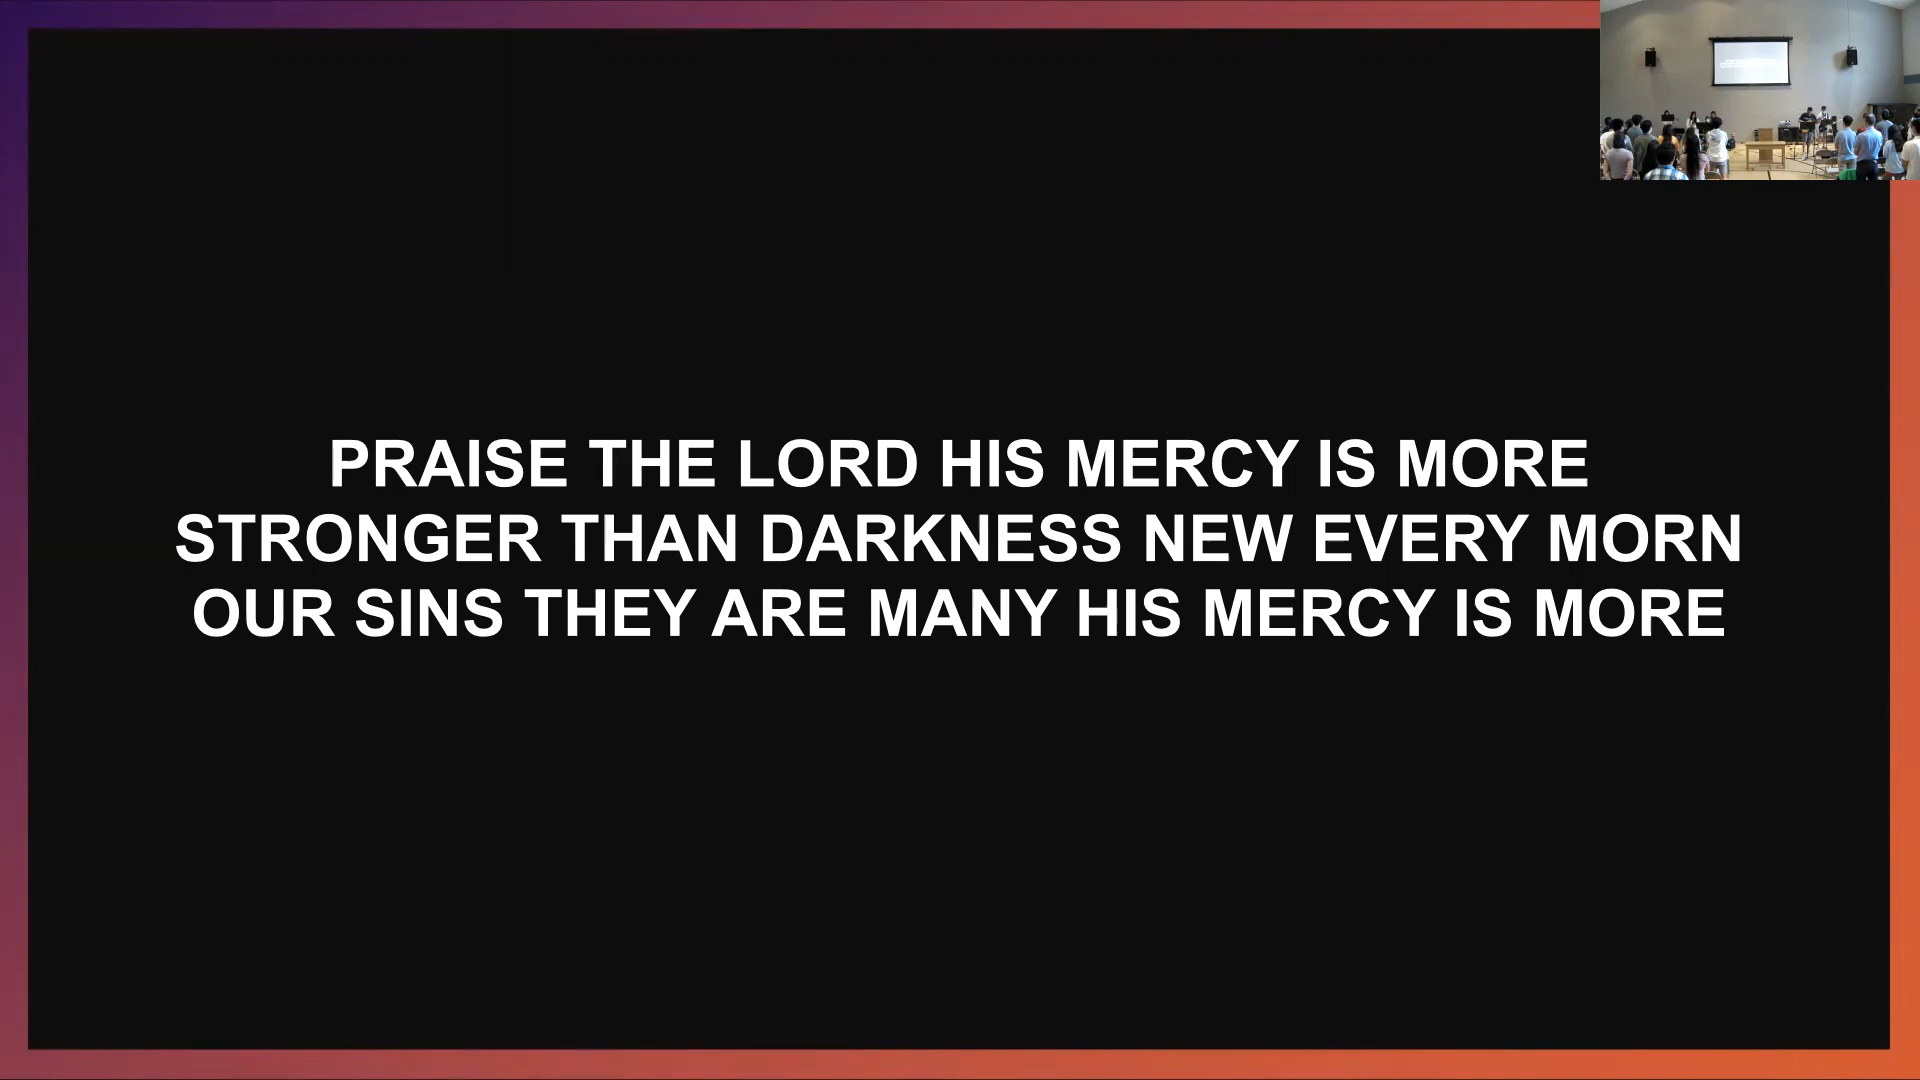 PRAISE THE LORD HIS MERCY IS MORE
STRONGER THAN DARKNESS NEW EVERY MORN
OUR SINS THEY ARE MANY HIS MERCY IS MORE